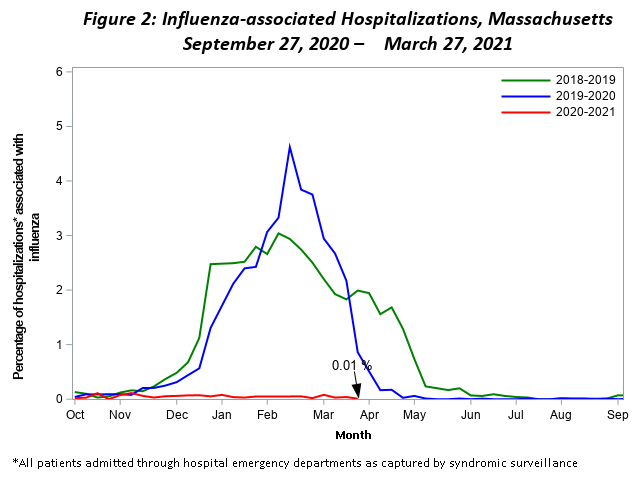 Figure 2: Influenza-associated Hospitalizations, Massachusetts
September 27, 2020 – March 27, 2021
6
5
4
3
2
1
0
Percentage of hospitalizations* associated with
influenza
2018-2019
2019-2020
2020-2021
0.01 %
Oct Nov Dec Jan Feb Mar Apr May Jun Jul Aug Sep
Month
*All patients admitted through hospital emergency departments as captured by syndromic surveillance